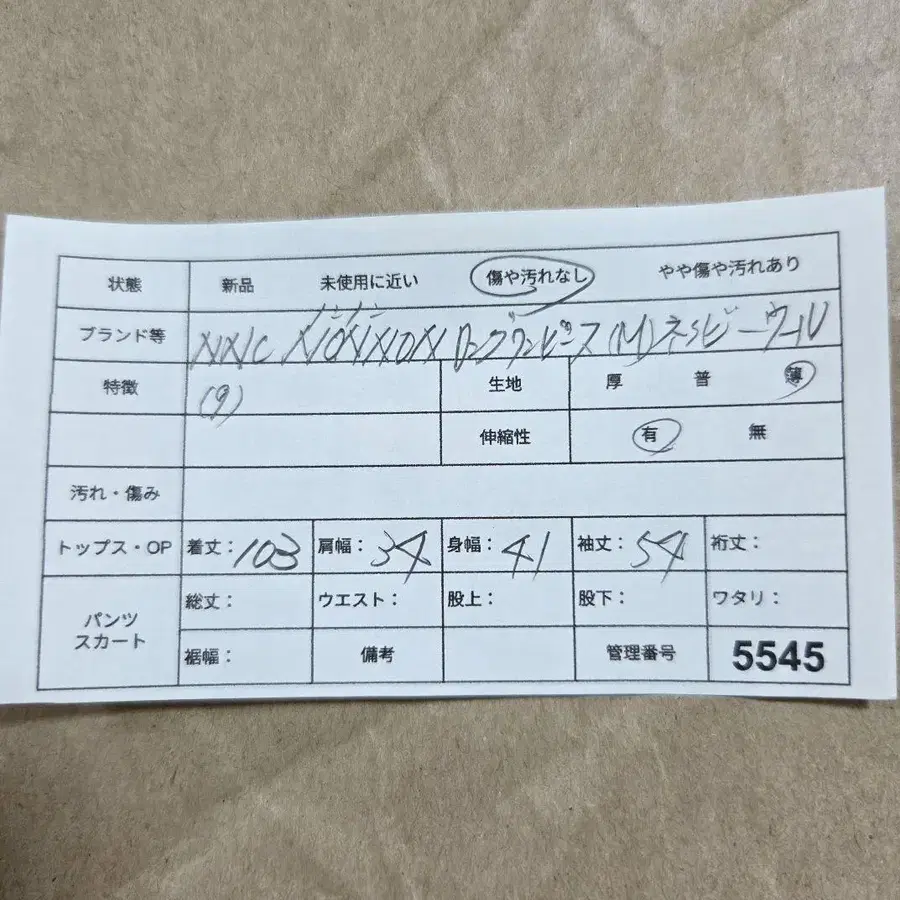 状態 新品 未使用に近い 傷や汚れなし やや傷や汚れあり
ブランド等 ロングワンピース(M)ネイビーウール
特徴 (9) 生地 厚 普 薄
伸縮性 有 無
汚れ・傷み
トップス・OP 着丈：103 肩幅：34 身幅：41 袖丈：54 裄丈：
パンツ スカート 総丈： ウエスト： 股上： 股下： ワタリ：
裾幅： 備考 管理番号 5545